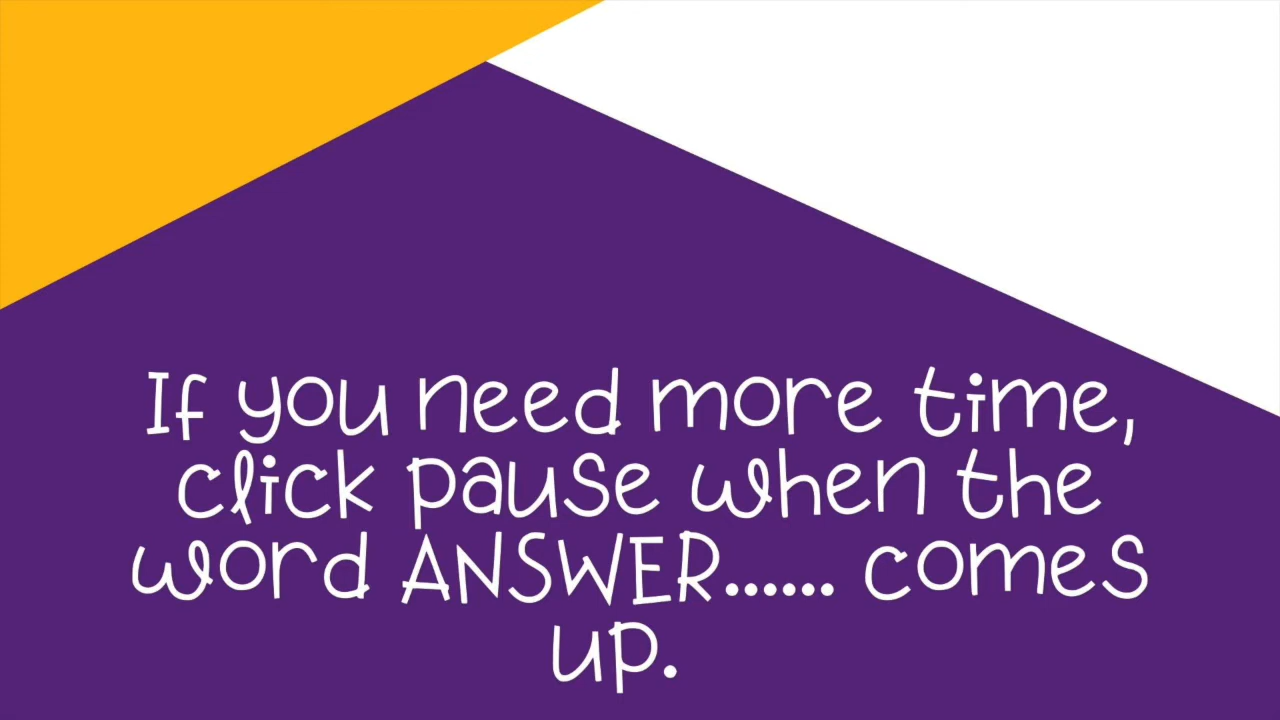 If you need more time,
click pause when the
word ANSWER...... comes
up.